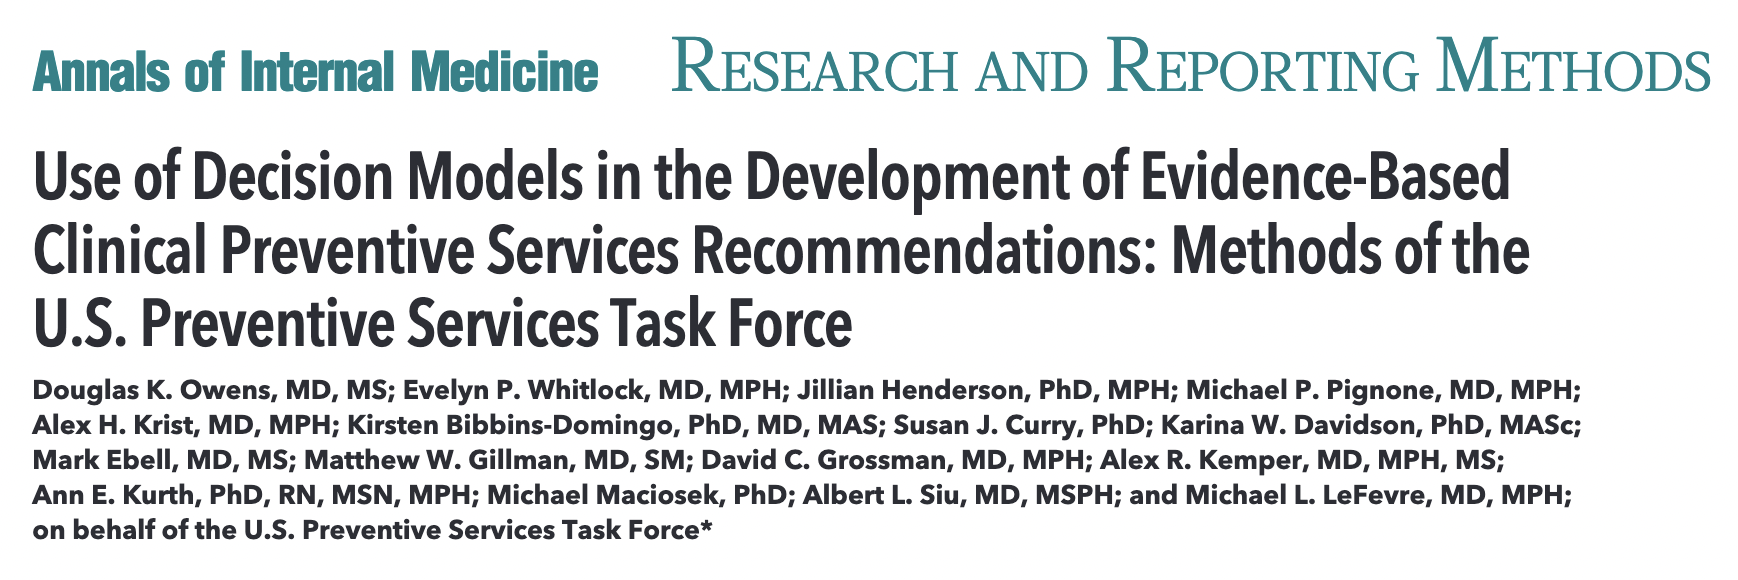 Annals of Internal Medicine RESEARCH AND REPORTING METHODS
Use of Decision Models in the Development of Evidence-Based
Clinical Preventive Services Recommendations: Methods of the
U.S. Preventive Services Task Force
Douglas K. Owens, MD, MS; Evelyn P. Whitlock, MD, MPH; Jillian Henderson, PhD, MPH; Michael P. Pignone, MD, MPH;
Alex H. Krist, MD, MPH; Kirsten Bibbins-Domingo, PhD, MD, MAS; Susan J. Curry, PhD; Karina W. Davidson, PhD, MASc;
Mark Ebell, MD, MS; Matthew W. Gillman, MD, SM; David C. Grossman, MD, MPH; Alex R. Kemper, MD, MPH, MS;
Ann E. Kurth, PhD, RN, MSN, MPH; Michael Maciosek, PhD; Albert L. Siu, MD, MSPH; and Michael L. LeFevre, MD, MPH;
on behalf of the U.S. Preventive Services Task Force*